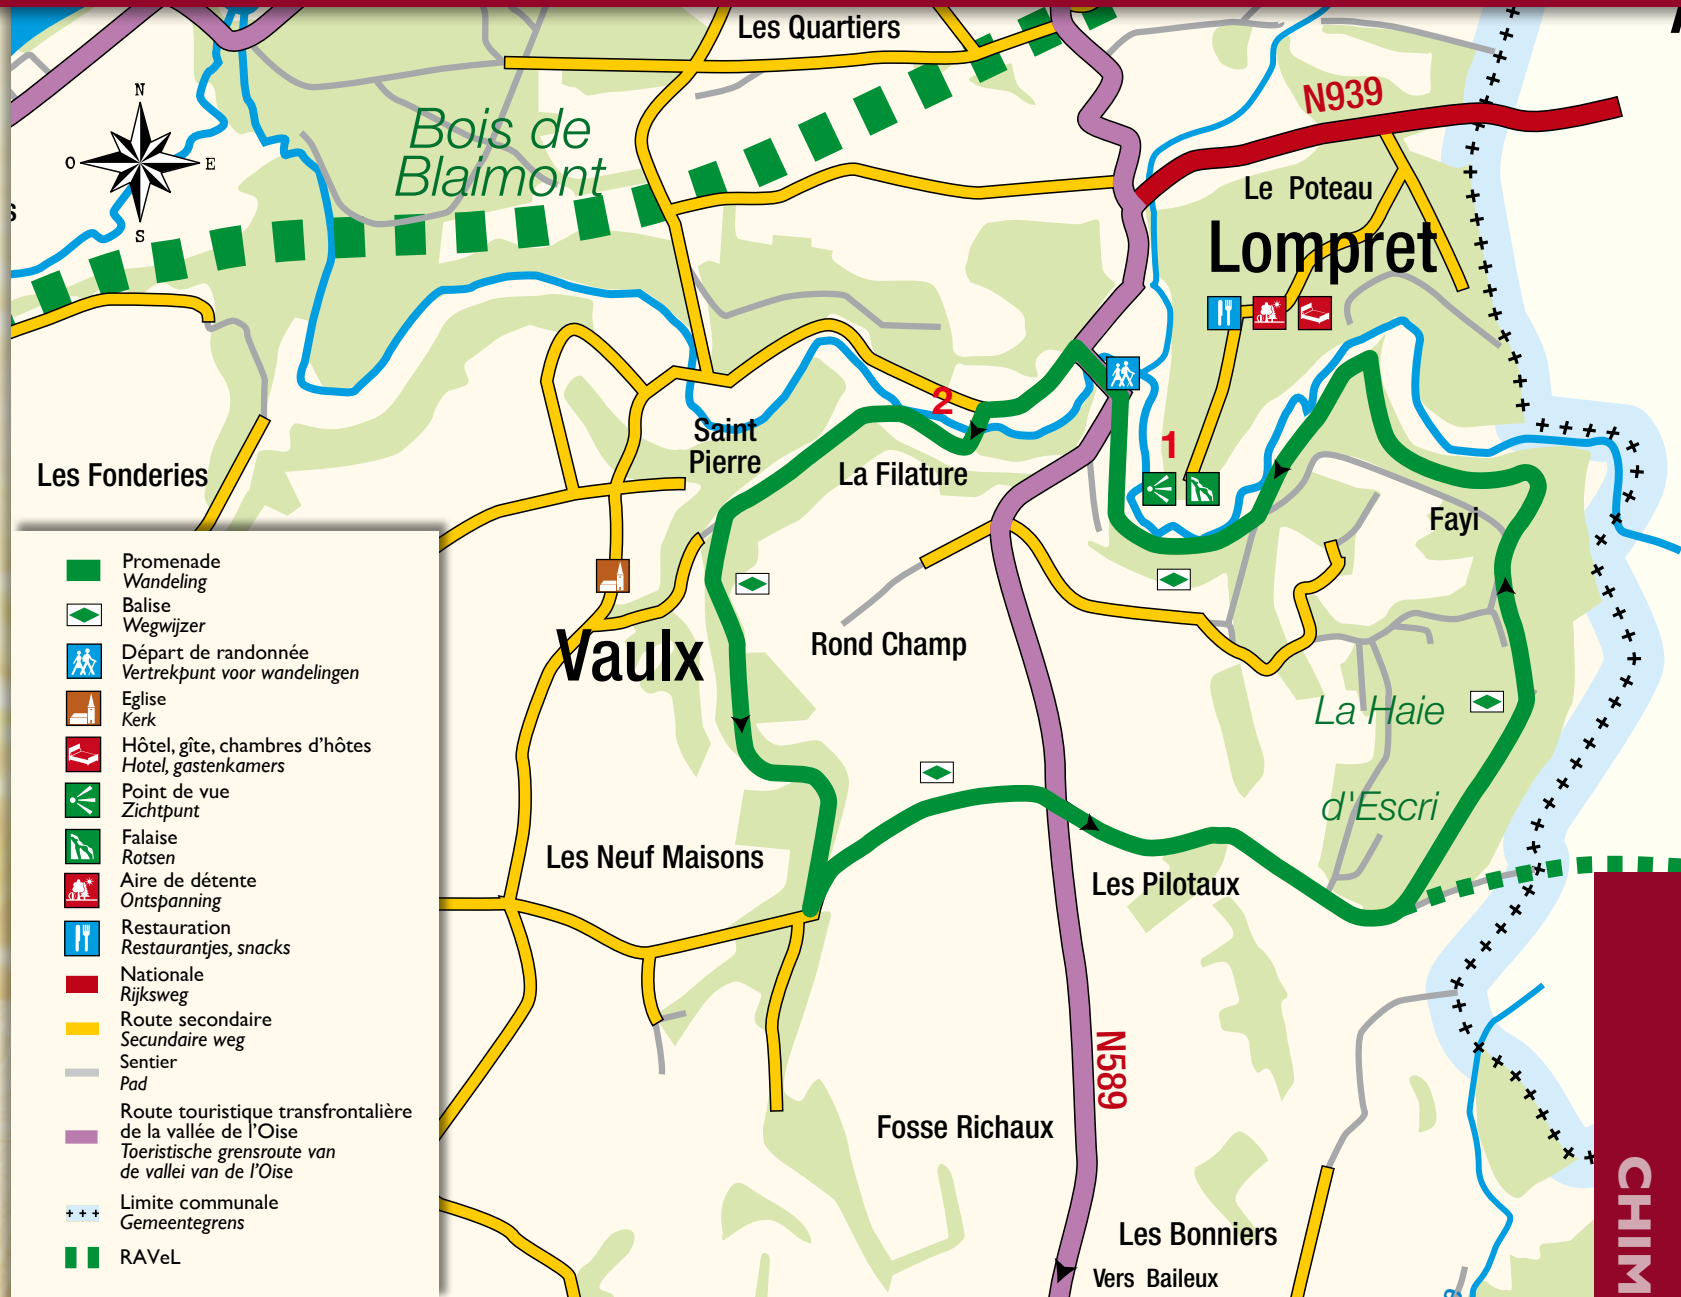 Les Quartiers
N939
Bois de
Blaimont
N
O
E
S
Le Poteau
Lompret
2
Saint
Pierre
1
La Filature
Les Fonderies
Fayi
Rond Champ
Vaulx
La Haie
d'Escri
Les Neuf Maisons
Les Pilotaux
N589
Fosse Richaux
Les Bonniers
Vers Baileux
CHIM
Promenade
Wandeling
Balise
Wegwijzer
Départ de randonnée
Vertrekpunt voor wandelingen
Eglise
Kerk
Hôtel, gîte, chambres d'hôtes
Hotel, gastenkamers
Point de vue
Zichtpunt
Falaise
Rotsen
Aire de détente
Ontspanning
Restauration
Restaurantjes, snacks
Nationale
Rijksweg
Route secondaire
Secundaire weg
Sentier
Pad
Route touristique transfrontalière
de la vallée de l'Oise
Toeristische grensroute van
de vallei van de l'Oise
Limite communale
Gemeentegrens
RAVeL